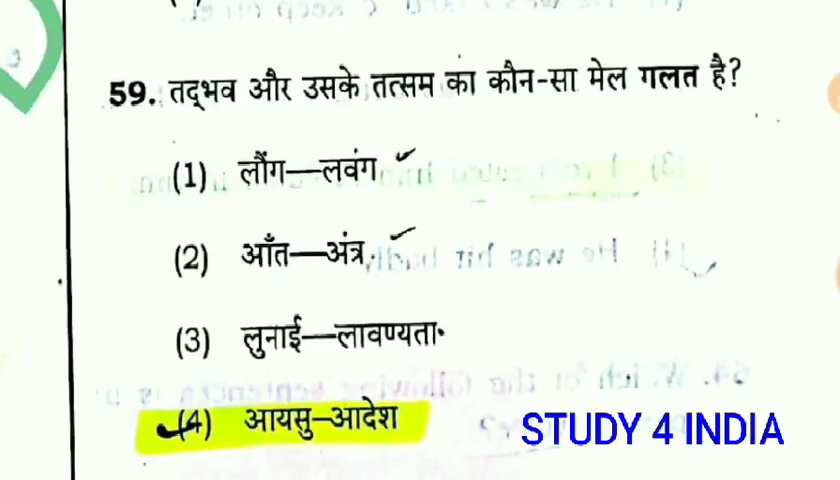 59. तद्भव और उसके तत्सम का कौन-सा मेल गलत है?
(1) लौंग—लवंग
(2) आँत—अंत्र
(3) लुनाई—लावण्यता
(4) आयसु—आदेश
STUDY 4 INDIA